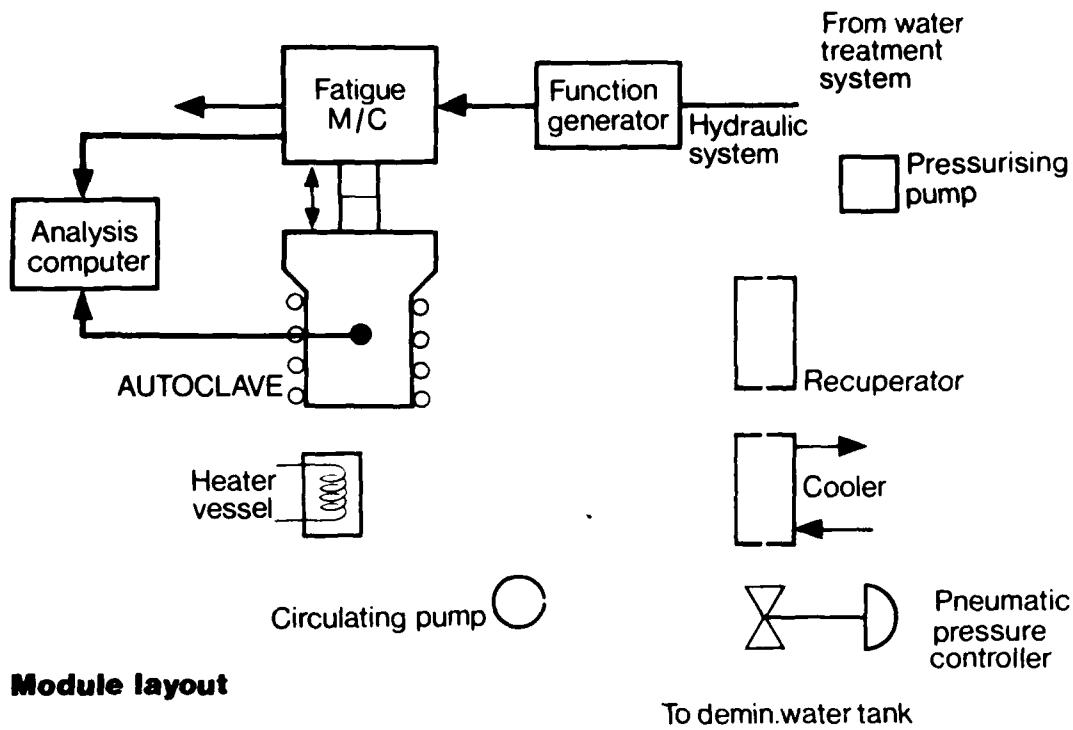 From water
treatment
system
Fatigue
M/C
Function
generator
Hydraulic
system
Pressurising
pump
Analysis
computer
AUTOCLAVE
Recuperator
Heater
vessel
Cooler
Circulating pump
Pneumatic
pressure
controller
Module layout
To demin.water tank